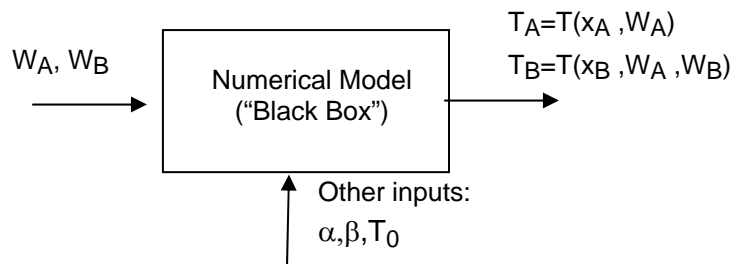 W_A, W_B
Numerical Model
(“Black Box”)
T_A=T(x_A ,W_A)
T_B=T(x_B ,W_A ,W_B)
Other inputs:
α,β,T_0